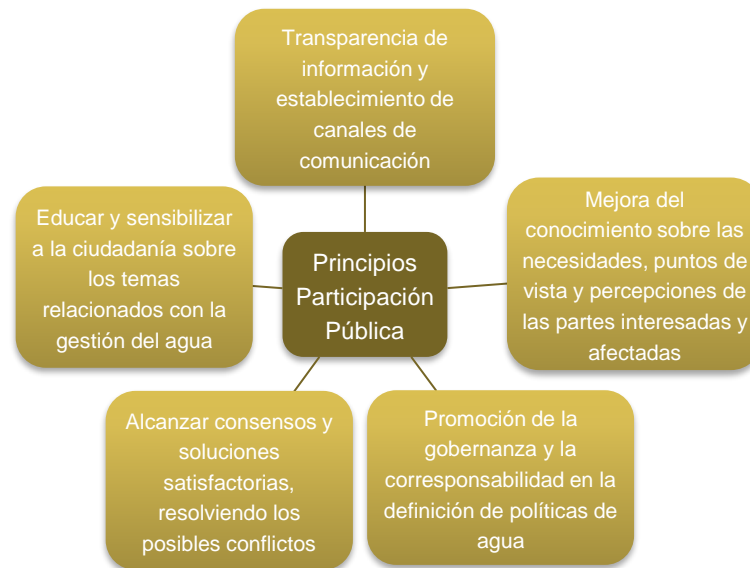 Transparencia de
información y
establecimiento de
canales de
comunicación
Mejora del
conocimiento sobre las
necesidades, puntos de
vista y percepciones de
las partes interesadas y
afectadas
Educar y sensibilizar
a la ciudadanía sobre
los temas
relacionados con la
gestión del agua
Principios
Participación
Pública
Alcanzar consensos y
soluciones
satisfactorias,
resolviendo los
posibles conflictos
Promoción de la
gobernanza y la
corresponsabilidad en la
definición de políticas de
agua